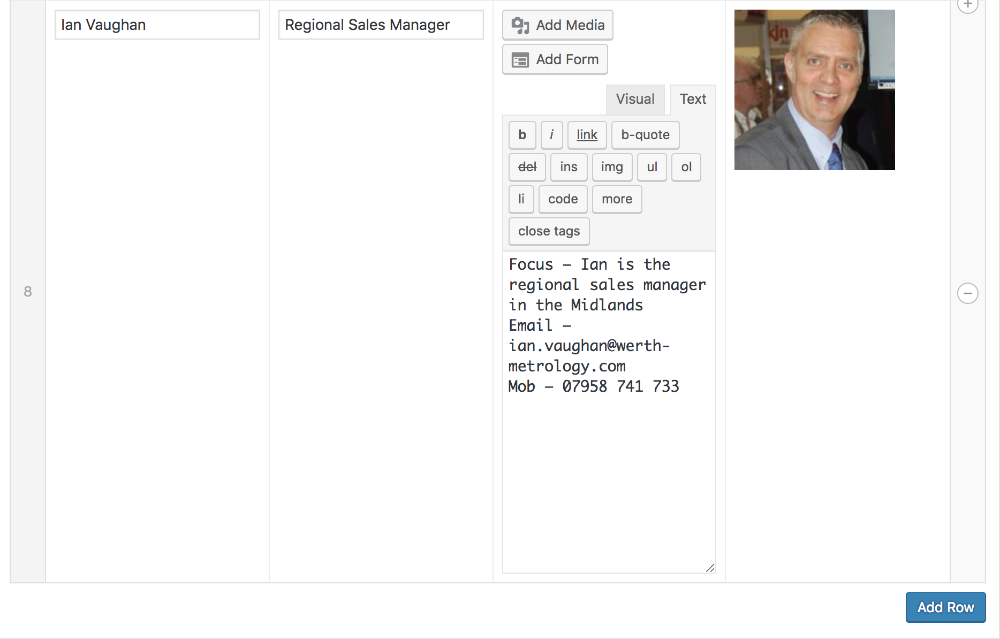 Ian Vaughan
Regional Sales Manager
Add Media
Add Form
kjn
Visual Text
b i link b-quote
del ins img ul ol
li code more
close tags
Focus – Ian is the
regional sales manager
in the Midlands
Email –
ian.vaughan@werth-
metrology.com
Mob – 07958 741 733
8
Add Row